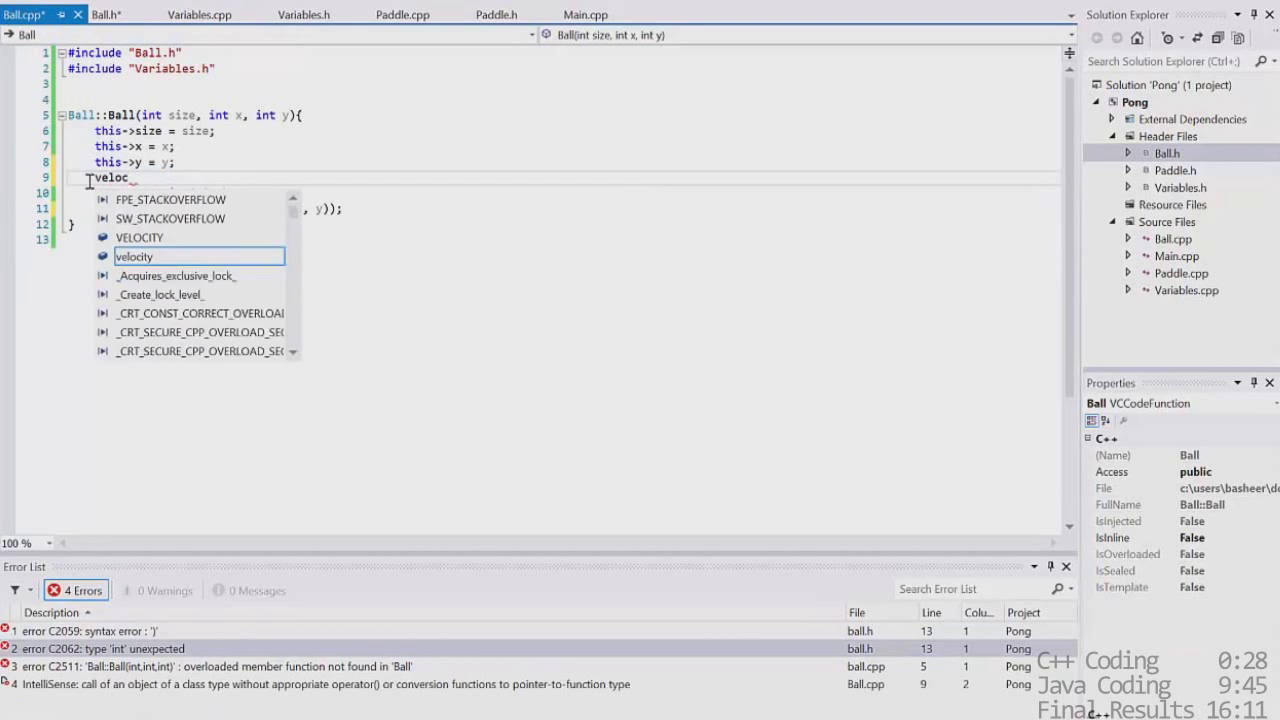 Ball.cpp* Ball.h* Variables.cpp Variables.h Paddle.cpp Paddle.h Main.cpp
Ball Ball(int size, int x, int y)
1 #include "Ball.h"
2 #include "Variables.h"
3
4
5 Ball::Ball(int size, int x, int y){
6 this->size = size;
7 this->x = x;
8 this->y = y;
9 veloc
10
11 , y));
12 }
13
FPE_STACKOVERFLOW
SW_STACKOVERFLOW
VELOCITY
velocity
_Acquires_exclusive_lock_
_Create_lock_level_
_CRT_CONST_CORRECT_OVERLOAI
_CRT_SECURE_CPP_OVERLOAD_SE
_CRT_SECURE_CPP_OVERLOAD_SE
100 %
Error List
4 Errors 0 Warnings 0 Messages Search Error List
Description File Line Colu... Project
1 error C2059: syntax error : ')' ball.h 13 1 Pong
2 error C2062: type 'int' unexpected ball.h 13 1 Pong
3 error C2511: 'Ball::Ball(int,int,int)' : overloaded member function not found in 'Ball' ball.cpp 5 1 Pong
4 IntelliSense: call of an object of a class type without appropriate operator() or conversion functions to pointer-to-function type Ball.cpp 9 2 Pong
Solution Explorer
Search Solution Explorer (Ctrl+;)
Solution 'Pong' (1 project)
Pong
External Dependencies
Header Files
Ball.h
Paddle.h
Variables.h
Resource Files
Source Files
Ball.cpp
Main.cpp
Paddle.cpp
Variables.cpp
Properties
Ball VCCodeFunction
C++
(Name) Ball
Access public
File c:\users\basheer\do
FullName Ball::Ball
IsInjected False
IsInline False
IsOverloaded False
IsSealed False
IsTemplate False
C++ Coding 0:28
Java Coding 9:45
Final Results 16:11
C++